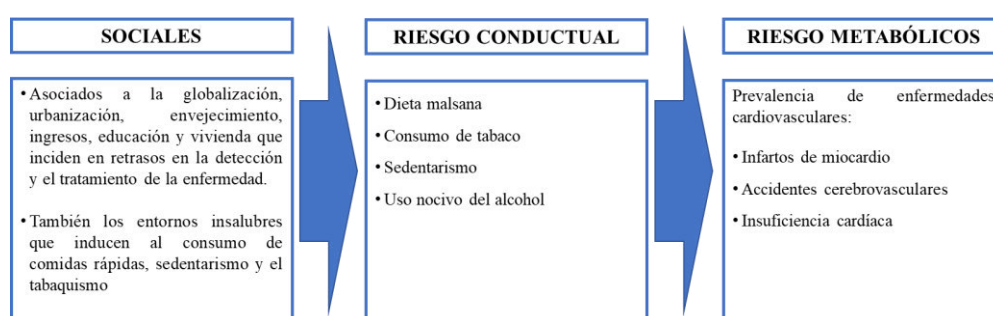 SOCIALES
• Asociados a la globalización,
urbanización, envejecimiento,
ingresos, educación y vivienda que
inciden en retrasos en la detección
y el tratamiento de la enfermedad.
• También los entornos insalubres
que inducen al consumo de
comidas rápidas, sedentarismo y el
tabaquismo
RIESGO CONDUCTUAL
• Dieta malsana
• Consumo de tabaco
• Sedentarismo
• Uso nocivo del alcohol
RIESGO METABÓLICOS
Prevalencia de enfermedades
cardiovasculares:
• Infartos de miocardio
• Accidentes cerebrovasculares
• Insuficiencia cardíaca